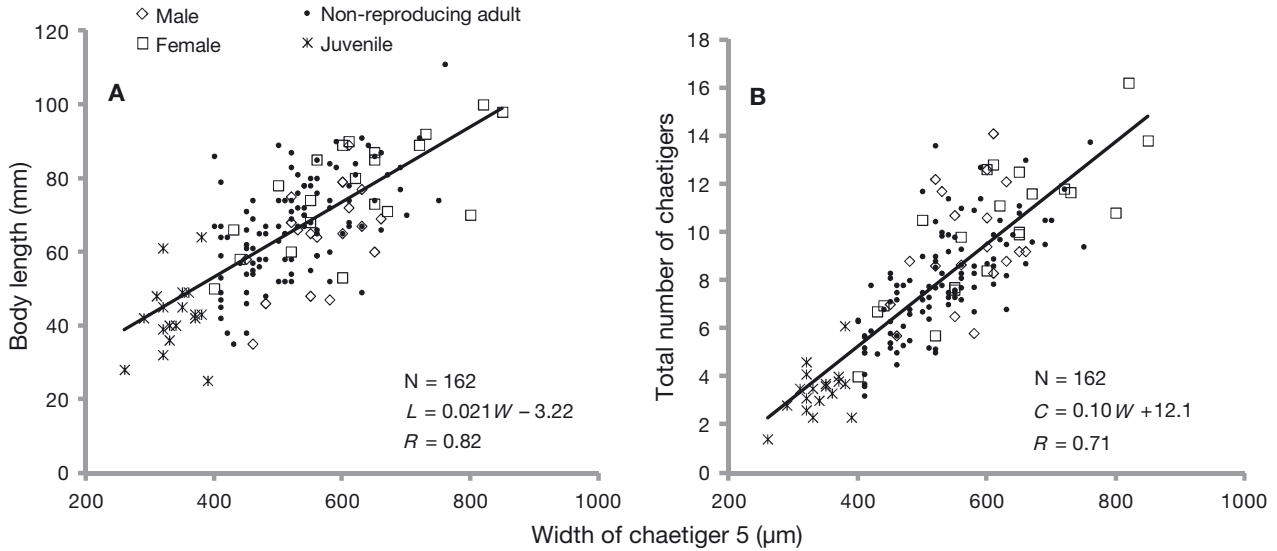 Male
Non-reproducing adult
Female
Juvenile
A
120
100
80
60
40
20
0
Body length (mm)
N = 162
L = 0.021W – 3.22
R = 0.82
200 400 600 800 1000
B
18
16
14
12
10
8
6
4
2
0
Total number of chaetigers
N = 162
C = 0.10W +12.1
R = 0.71
200 400 600 800 1000
Width of chaetiger 5 (µm)